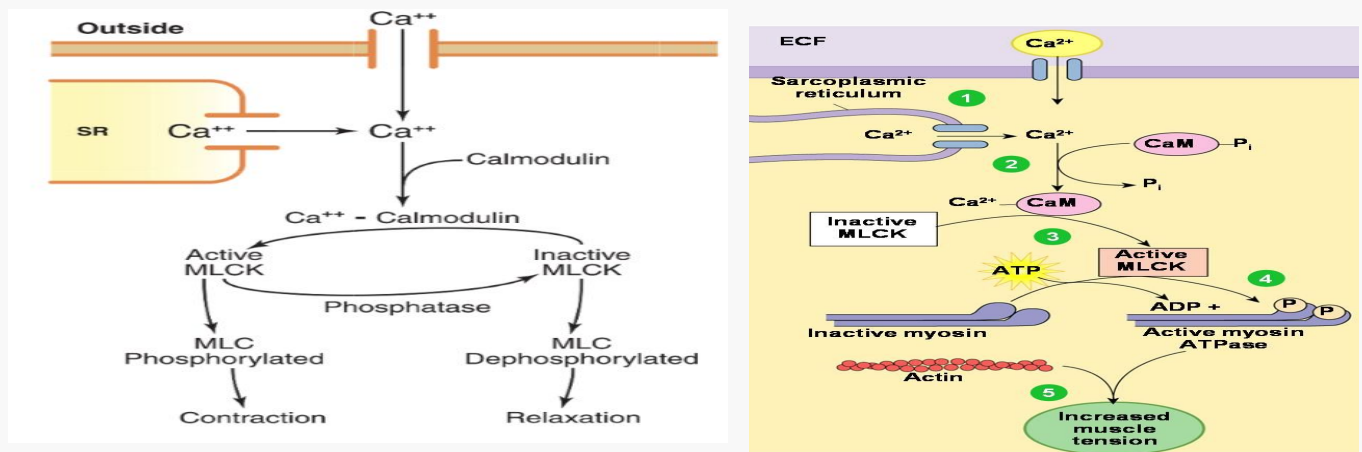 Ca⁺⁺
Outside
SR
Ca⁺⁺
Ca⁺⁺
Calmodulin
Ca⁺⁺ - Calmodulin
Active
MLCK
Inactive
MLCK
Phosphatase
MLC
Phosphorylated
MLC
Dephosphorylated
Contraction
Relaxation
ECF
Ca²⁺
Sarcoplasmic
reticulum
1
Ca²⁺
Ca²⁺
CaM
Pᵢ
2
Pᵢ
Ca²⁺
CaM
Inactive
MLCK
3
Active
MLCK
ATP
4
ADP +
P
P
Inactive myosin
Active myosin
ATPase
Actin
5
Increased
muscle
tension